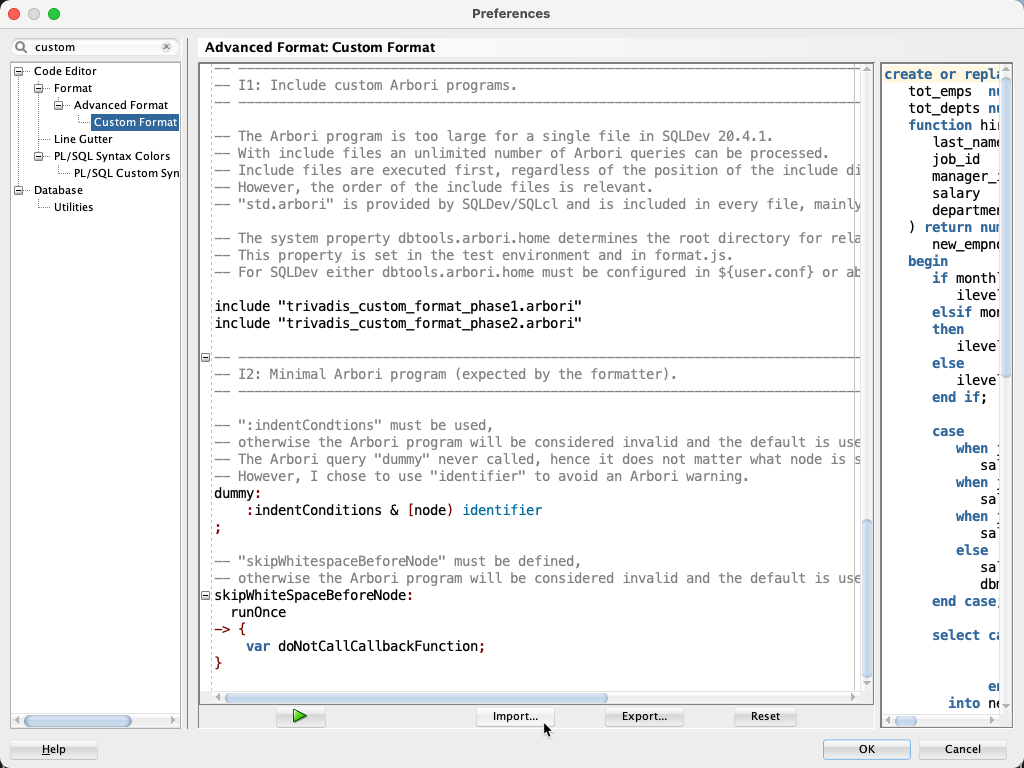 Preferences
custom
Code Editor
Format
Advanced Format
Custom Format
Line Gutter
PL/SQL Syntax Colors
PL/SQL Custom Syn
Database
Utilities
Advanced Format: Custom Format
-- I1: Include custom Arbori programs.
-- The Arbori program is too large for a single file in SQLDev 20.4.1.
-- With include files an unlimited number of Arbori queries can be processed.
-- Include files are executed first, regardless of the position of the include di
-- However, the order of the include files is relevant.
-- "std.arbori" is provided by SQLDev/SQLcl and is included in every file, mainly
-- The system property dbtools.arbori.home determines the root directory for rela
-- This property is set in the test environment and in format.js.
-- For SQLDev either dbtools.arbori.home must be configured in ${user.conf} or ab
include "trivadis_custom_format_phase1.arbori"
include "trivadis_custom_format_phase2.arbori"
-- I2: Minimal Arbori program (expected by the formatter).
-- ":indentCondtions" must be used,
-- otherwise the Arbori program will be considered invalid and the default is use
-- The Arbori query "dummy" never called, hence it does not matter what node is s
-- However, I chose to use "identifier" to avoid an Arbori warning.
dummy:
:indentConditions & [node) identifier
;
-- "skipWhitespaceBeforeNode" must be defined,
-- otherwise the Arbori program will be considered invalid and the default is use
skipWhiteSpaceBeforeNode:
runOnce
-> {
var doNotCallCallbackFunction;
}
create or repla
tot_emps nu
tot_depts nu
function hir
last_name
job_id
manager_i
salary
departmen
) return num
new_empno
begin
if month
ileve
elsif mon
then
ileve
else
ileve
end if;
case
when j
sa
when j
sa
when j
sa
else
sa
dbm
end case;
select ca
en
into ne
Import...
Export...
Reset
Help
OK
Cancel